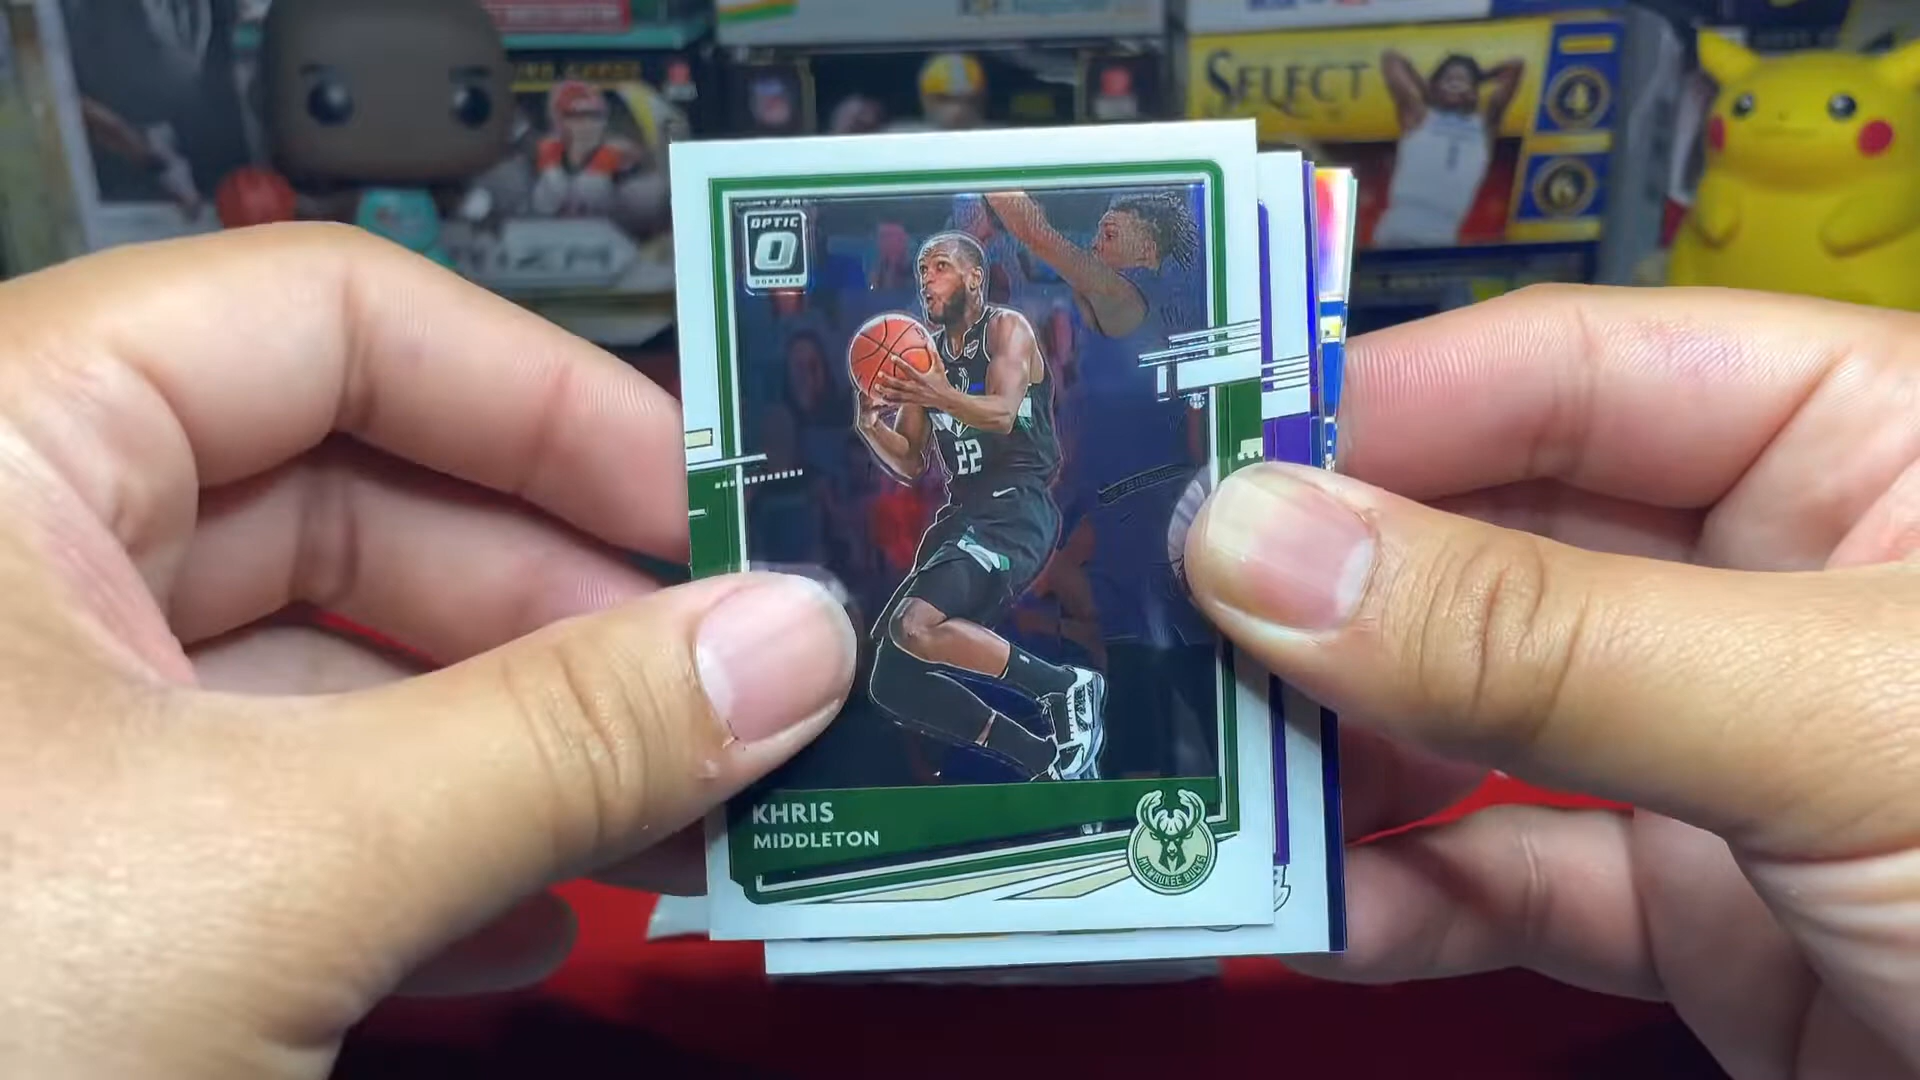 SELECT
OPTIC
DONRUSS
22
KHRIS
MIDDLETON
MILWAUKEE BUCKS